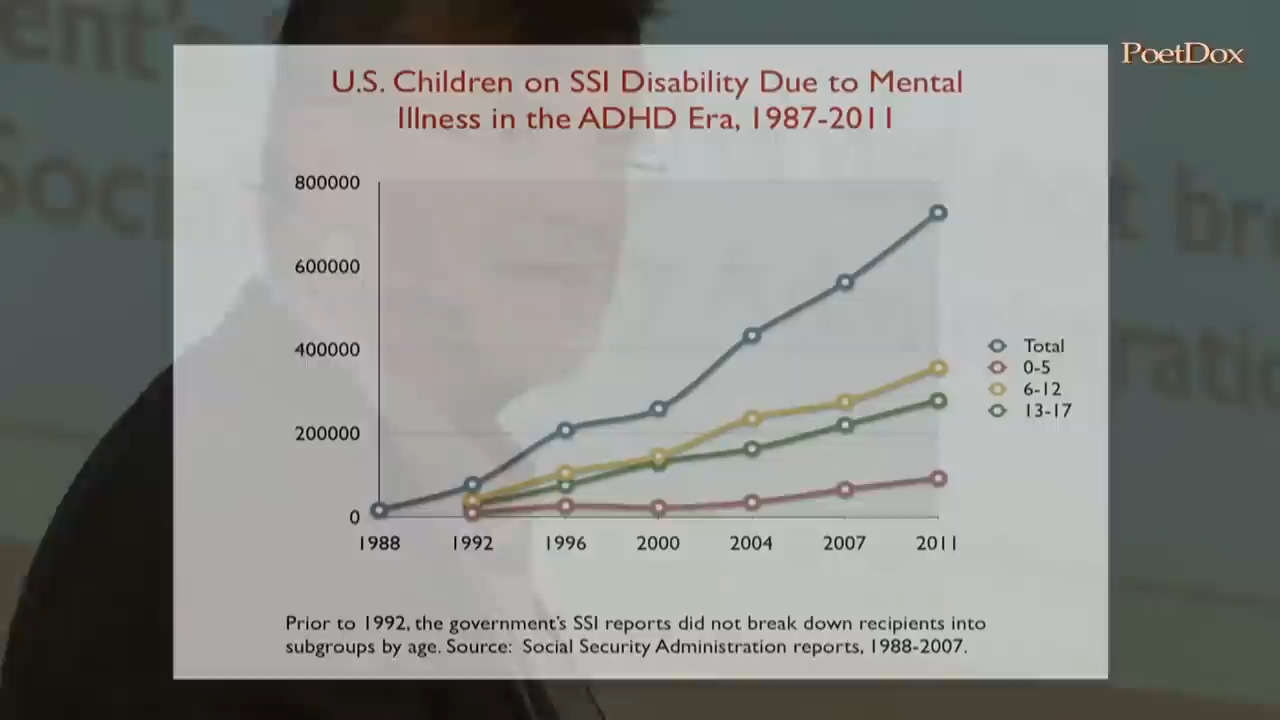 PoetDox
U.S. Children on SSI Disability Due to Mental
Illness in the ADHD Era, 1987-2011
800000
600000
400000
200000
0
1988 1992 1996 2000 2004 2007 2011
Total
0-5
6-12
13-17
Prior to 1992, the government's SSI reports did not break down recipients into
subgroups by age. Source: Social Security Administration reports, 1988-2007.